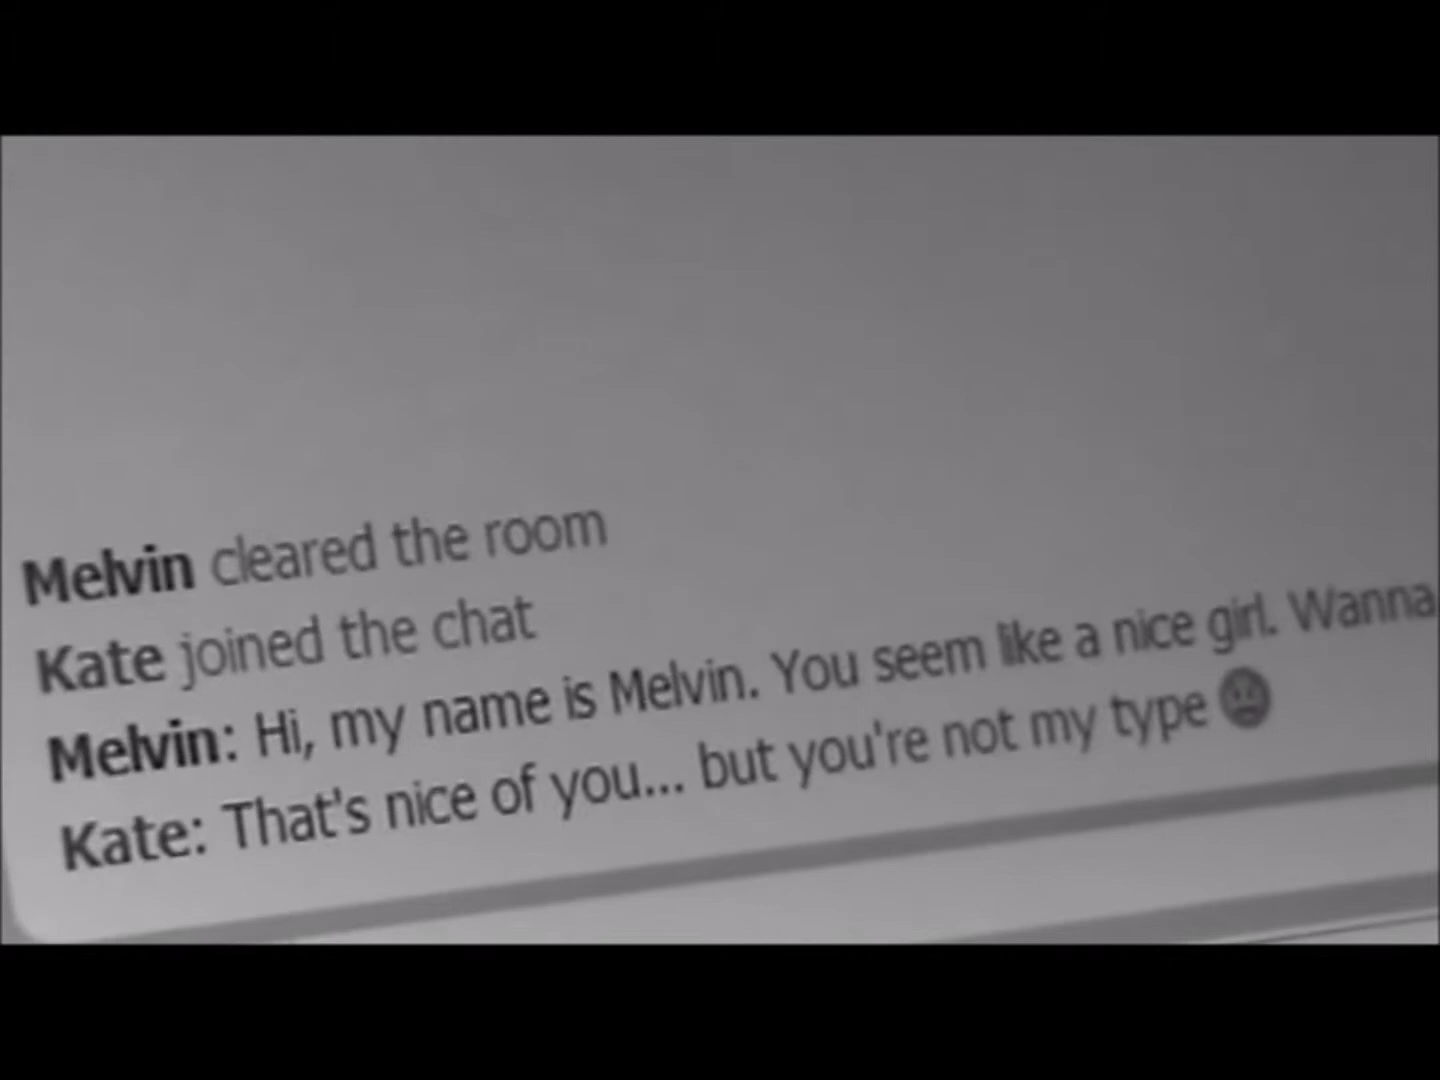 Melvin cleared the room
Kate joined the chat
Melvin: Hi, my name is Melvin. You seem like a nice girl. Wanna
Kate: That's nice of you... but you're not my type